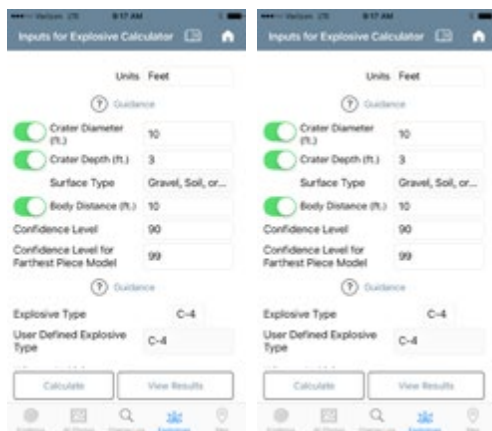 Verizon LTE 9:17 AM
Inputs for Explosive Calculator
Units Feet
? Guidance
Crater Diameter (ft.) 10
Crater Depth (ft.) 3
Surface Type Gravel, Soil, or...
Body Distance (ft.) 10
Confidence Level 90
Confidence Level for Farthest Piece Model 99
? Guidance
Explosive Type C-4
User Defined Explosive Type C-4
Calculate View Results
Verizon LTE 9:17 AM
Inputs for Explosive Calculator
Units Feet
? Guidance
Crater Diameter (ft.) 10
Crater Depth (ft.) 3
Surface Type Gravel, Soil, or...
Body Distance (ft.) 10
Confidence Level 90
Confidence Level for Farthest Piece Model 99
? Guidance
Explosive Type C-4
User Defined Explosive Type C-4
Calculate View Results